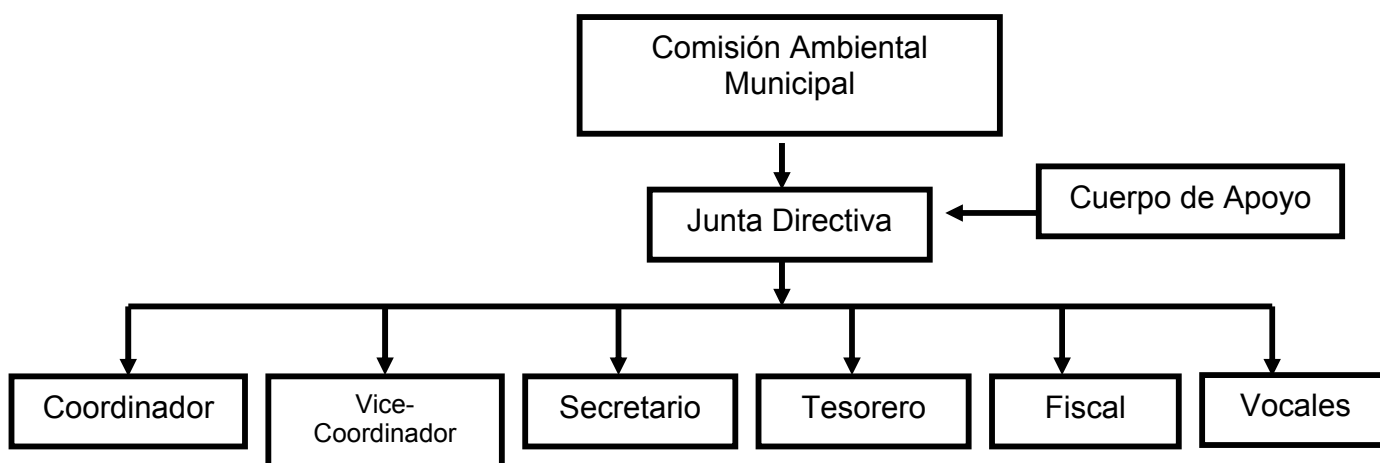 Comisión Ambiental
Municipal
Cuerpo de Apoyo
Junta Directiva
Coordinador
Vice-
Coordinador
Secretario
Tesorero
Fiscal
Vocales